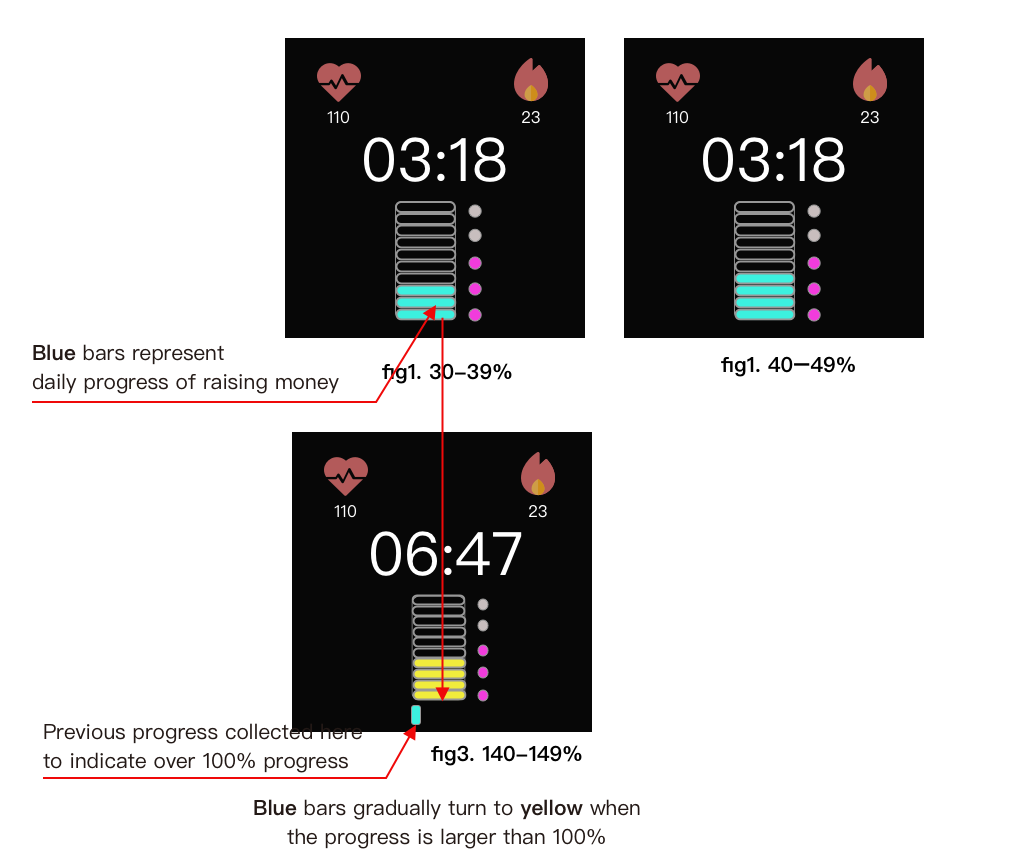 110
23
03:18
110
23
03:18
Blue bars represent
daily progress of raising money
fig1. 30–39%
fig1. 40—49%
110
23
06:47
Previous progress collected here
to indicate over 100% progress
fig3. 140–149%
Blue bars gradually turn to yellow when
the progress is larger than 100%